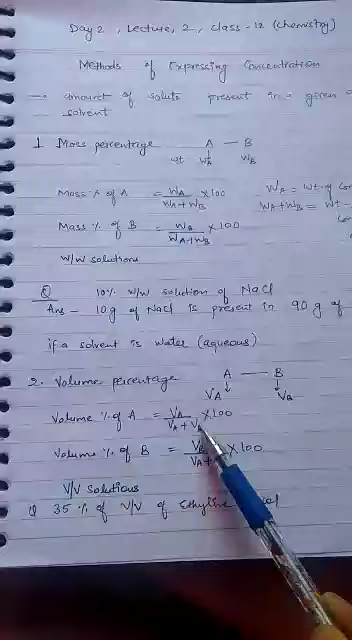 Day 2, Lecture, 2, class-12 (Chemistry)
Methods of Expressing Concentration
→ amount of solute present in a given
solvent
1 Mass percentage A — B
wt WA WB
Mass % of A = WA / WA+WB × 100 WA = wt. of
Mass % of B = WB / WA+WB × 100 WA+WB = wt
W/W solutions
Q 10% W/W solution of NaCl
Ans - 10g of NaCl is present in 90g of
if a solvent is water (aqueous)
2. Volume percentage A — B
VA VB
Volume % of A = VA / VA + VB × 100
Volume % of B = VB / VA+ × 100
V/V Solutions
Q 35% of V/V of Ethylene